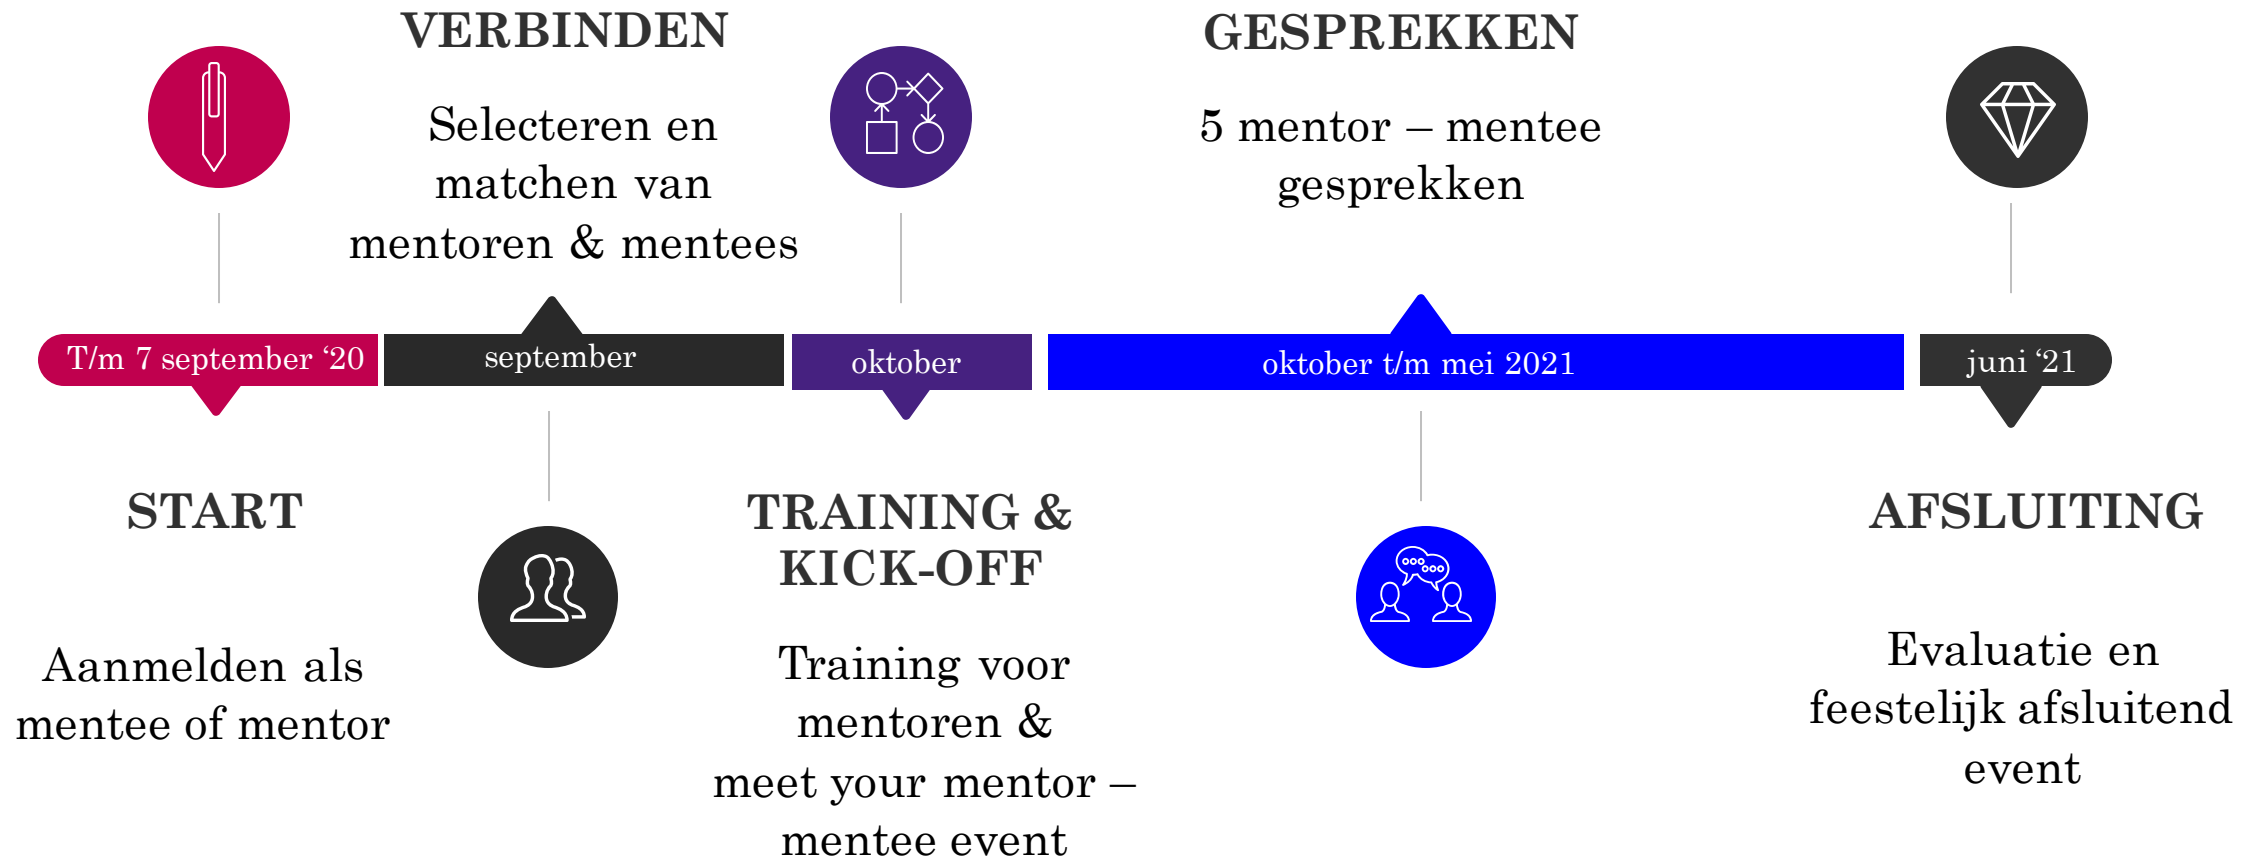 VERBINDEN
Selecteren en
matchen van
mentoren & mentees
GESPREKKEN
5 mentor – mentee
gesprekken
T/m 7 september ‘20
september
oktober
oktober t/m mei 2021
juni ‘21
START
Aanmelden als
mentee of mentor
TRAINING &
KICK-OFF
Training voor
mentoren &
meet your mentor –
mentee event
AFSLUITING
Evaluatie en
feestelijk afsluitend
event